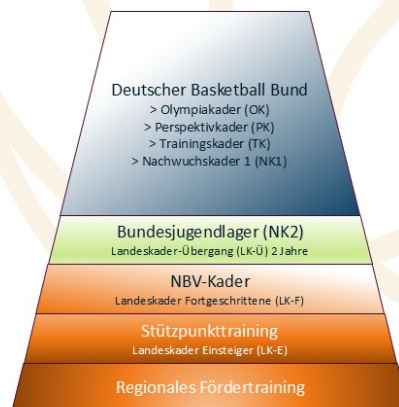 Deutscher Basketball Bund
> Olympiakader (OK)
> Perspektivkader (PK)
> Trainingskader (TK)
> Nachwuchskader 1 (NK1)
Bundesjugendlager (NK2)
Landeskader-Übergang (LK-Ü) 2 Jahre
NBV-Kader
Landeskader Fortgeschrittene (LK-F)
Stützpunkttraining
Landeskader Einsteiger (LK-E)
Regionales Fördertraining